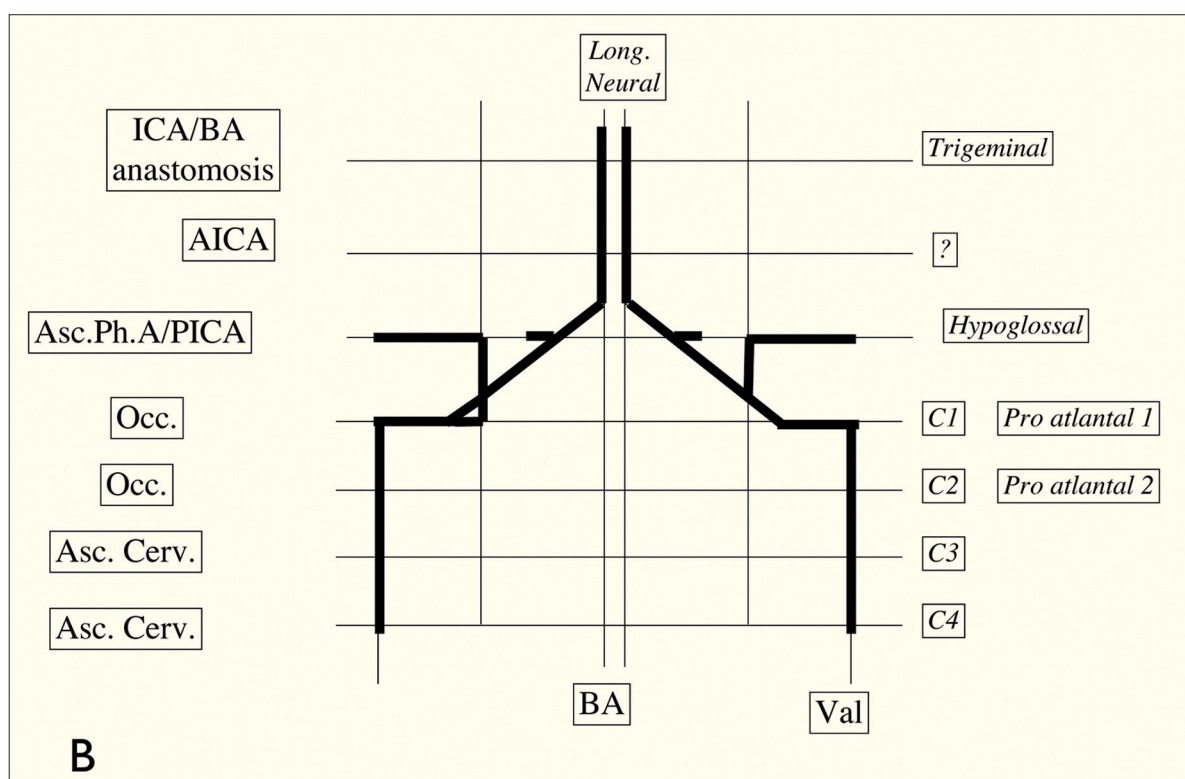 Long.
Neural
ICA/BA
anastomosis
Trigeminal
AICA
?
Asc.Ph.A/PICA
Hypoglossal
Occ.
C1
Pro atlantal 1
Occ.
C2
Pro atlantal 2
Asc. Cerv.
C3
Asc. Cerv.
C4
BA
Val
B